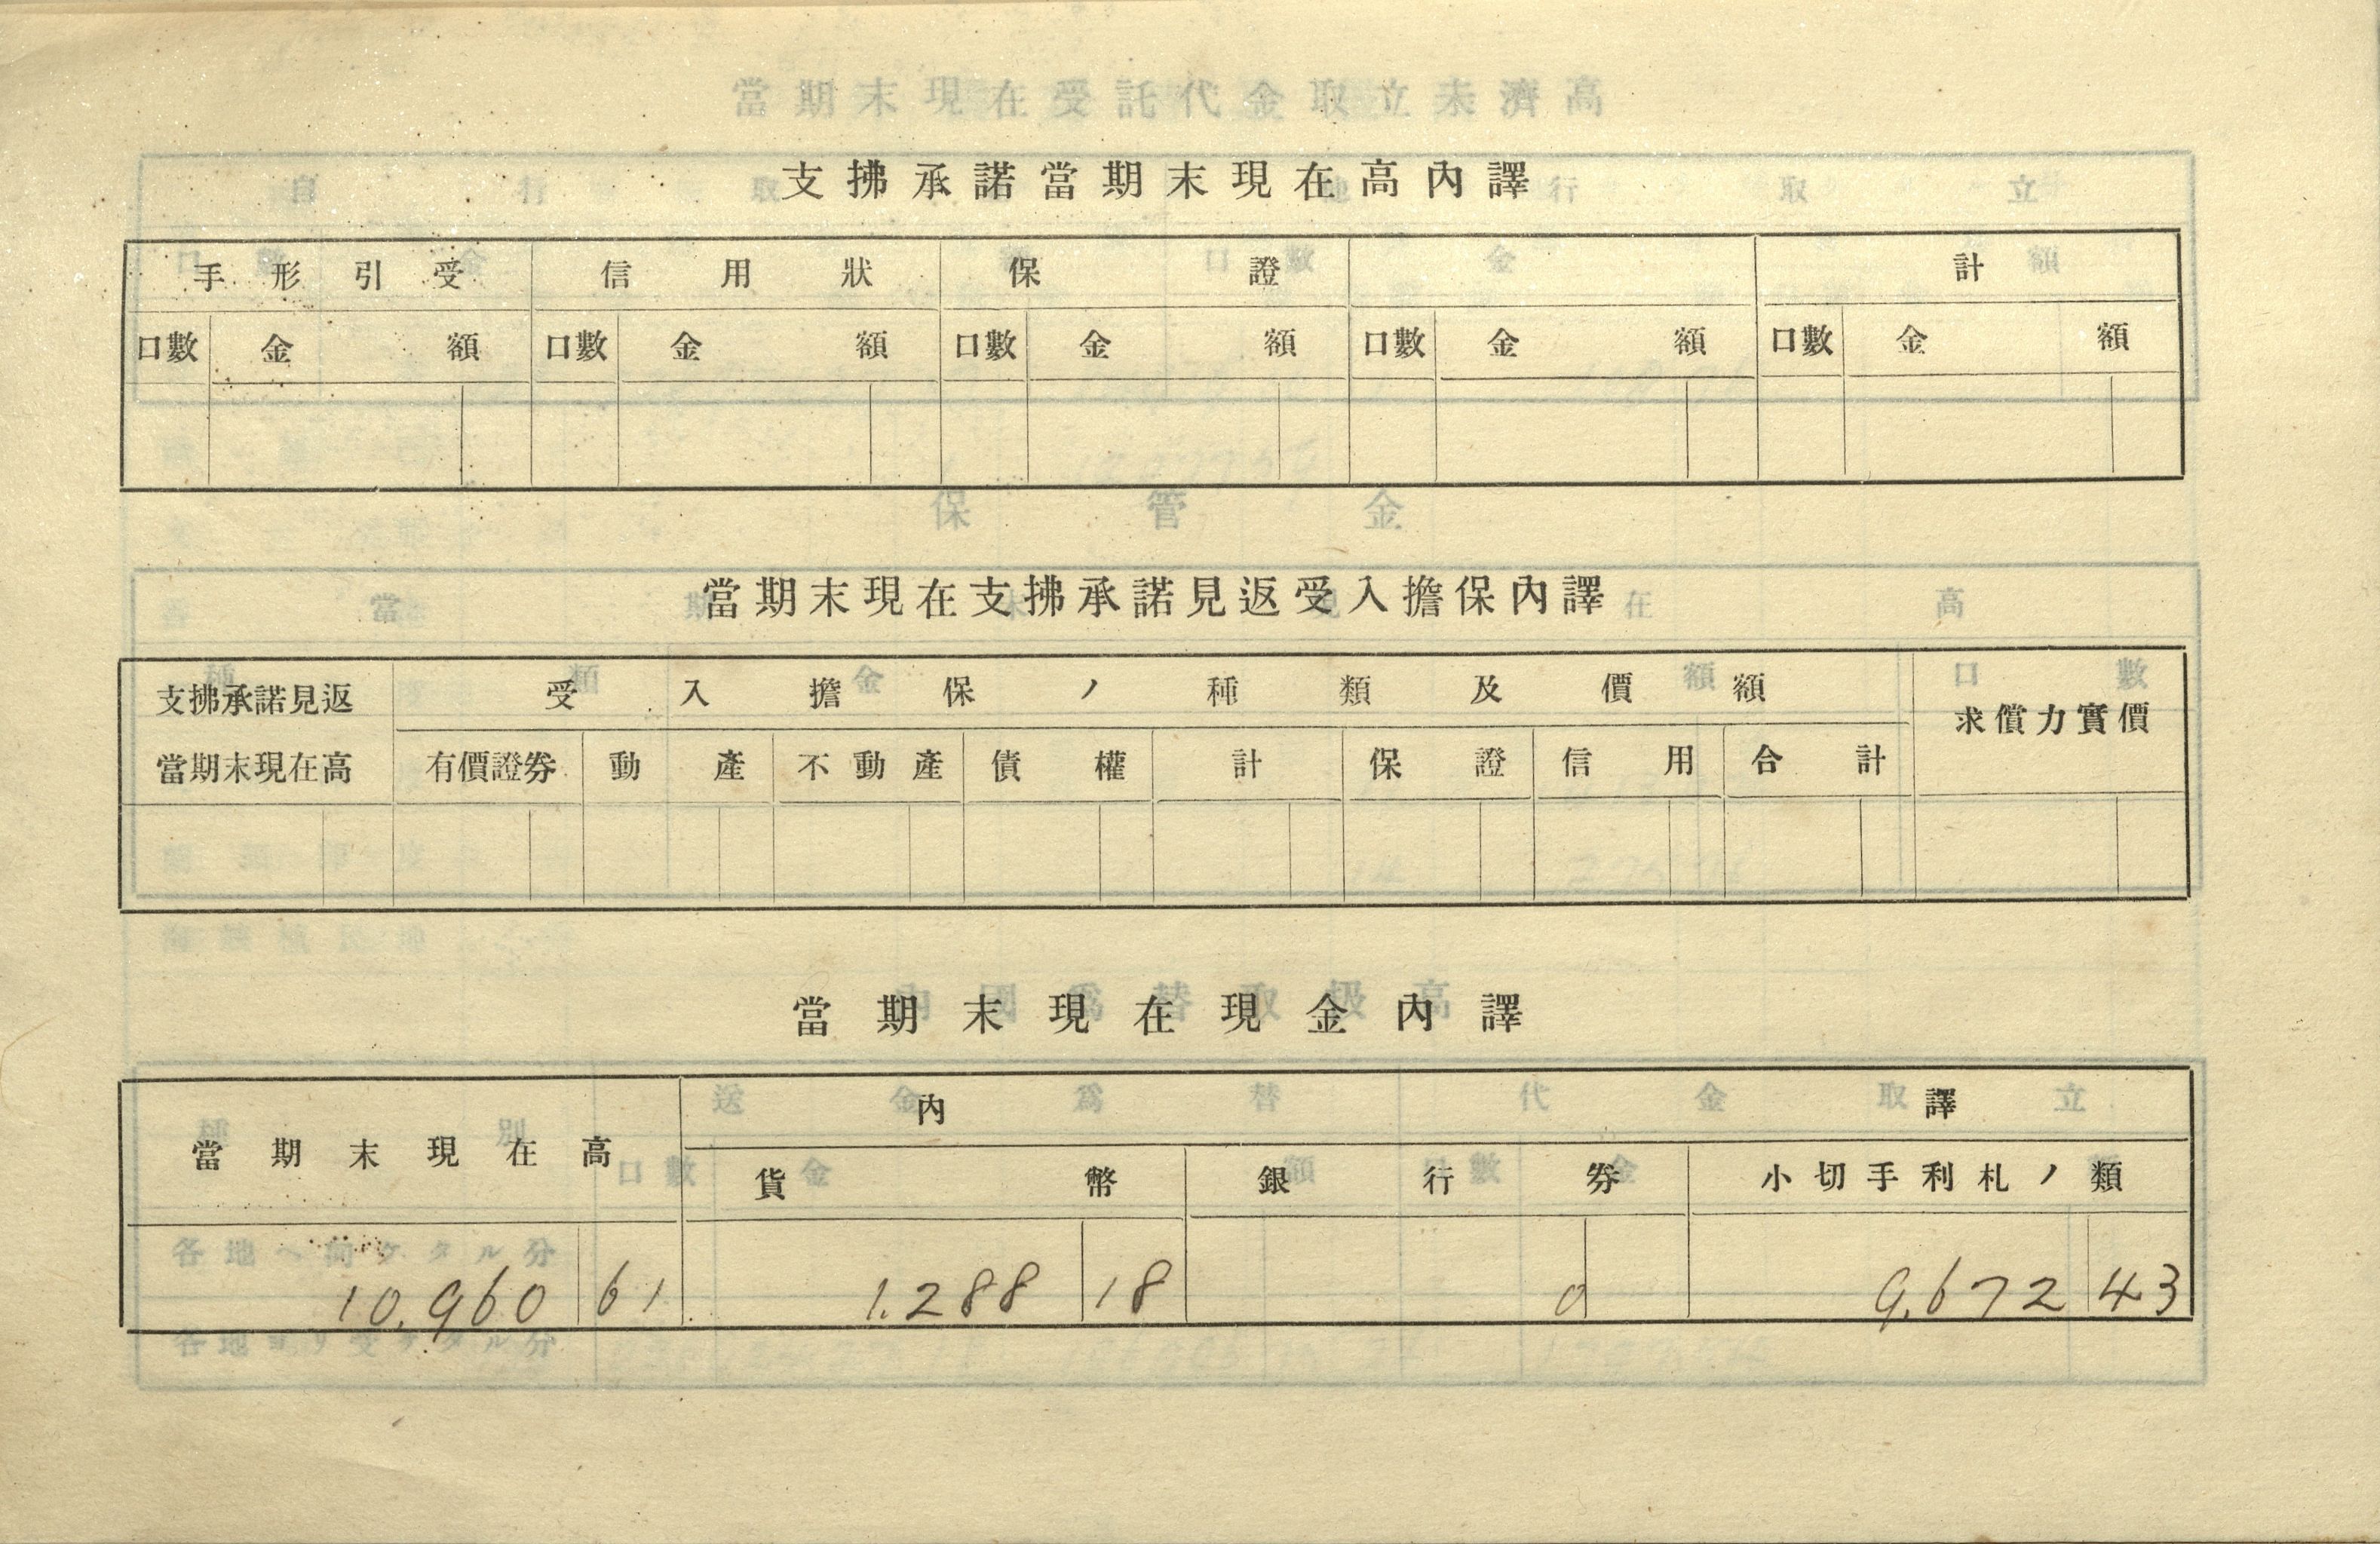 支拂承諾當期末現在高內譯
手形引受 信用狀 保證 計
口數 金額 口數 金額 口數 金額 口數 金額 口數 金額
當期末現在支拂承諾見返受入擔保內譯
支拂承諾見返當期末現在高 受入擔保ノ種類及價額 求償力實價
有價證券 動產 不動產 債權 計 保證 信用 合計
當期末現在現金內譯
當期末現在高 內譯
貨幣 銀行券 小切手利札ノ類
10,960 61 1,288 18 0 9,672 43